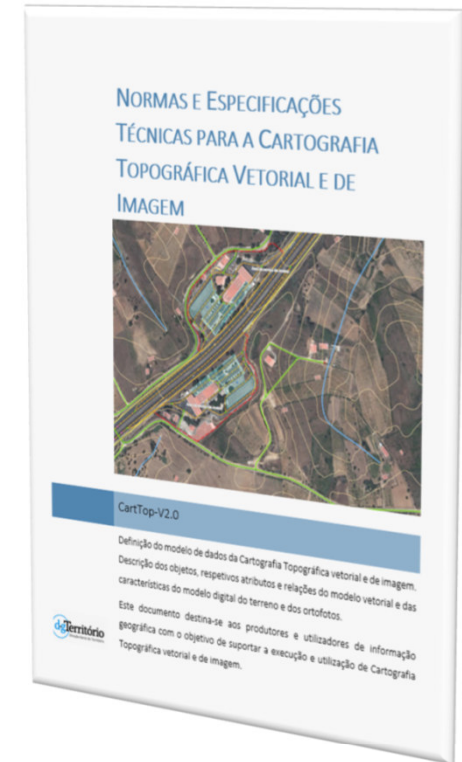 NORMAS E ESPECIFICAÇÕES
TÉCNICAS PARA A CARTOGRAFIA
TOPOGRÁFICA VETORIAL E DE
IMAGEM
CartTop-V2.0
Definição do modelo de dados da Cartografia Topográfica vetorial e de imagem.
Descrição dos objetos, respetivos atributos e relações do modelo vetorial e das
características do modelo digital do terreno e dos ortofotos.
Este documento destina-se aos produtores e utilizadores de informação
geográfica com o objetivo de suportar a execução e utilização de Cartografia
Topográfica vetorial e de imagem.
dgTerritório